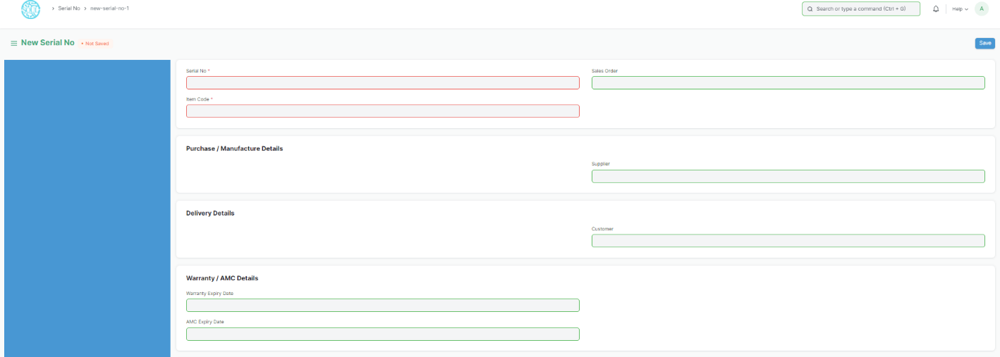 › Serial No › new-serial-no-1
Search or type a command (Ctrl + G)
Help
A
New Serial No
• Not Saved
Save
Serial No *
Sales Order
Item Code *
Purchase / Manufacture Details
Supplier
Delivery Details
Customer
Warranty / AMC Details
Warranty Expiry Date
AMC Expiry Date